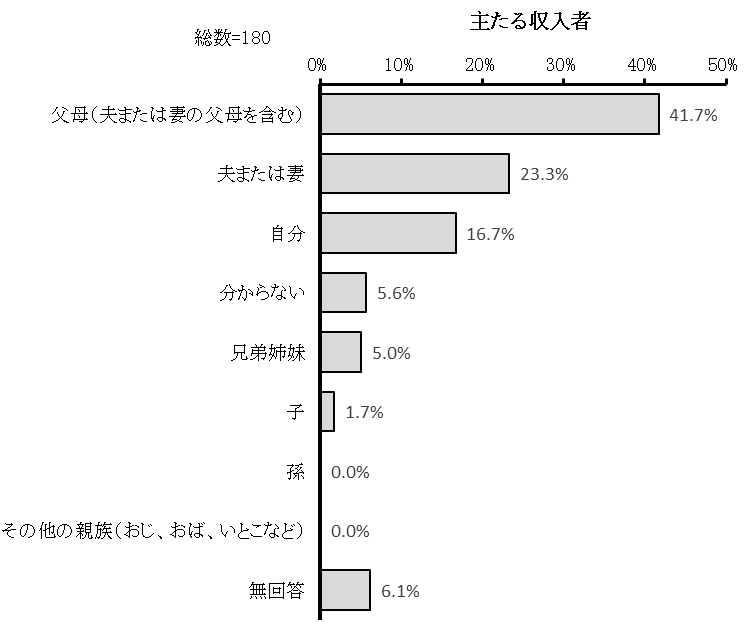 主たる収入者
総数=180
0% 10% 20% 30% 40% 50%
父母（夫または妻の父母を含む） 41.7%
夫または妻 23.3%
自分 16.7%
分からない 5.6%
兄弟姉妹 5.0%
子 1.7%
孫 0.0%
その他の親族（おじ、おば、いとこなど） 0.0%
無回答 6.1%